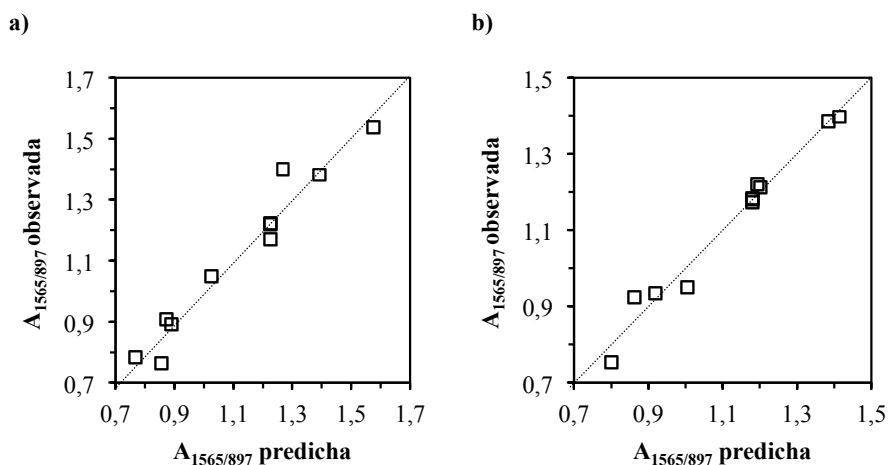 a)
1,7
1,5
1,3
1,1
0,9
0,7
0,7 0,9 1,1 1,3 1,5 1,7
A1565/897 observada
A1565/897 predicha
b)
1,5
1,3
1,1
0,9
0,7
0,7 0,9 1,1 1,3 1,5
A1565/897 observada
A1565/897 predicha